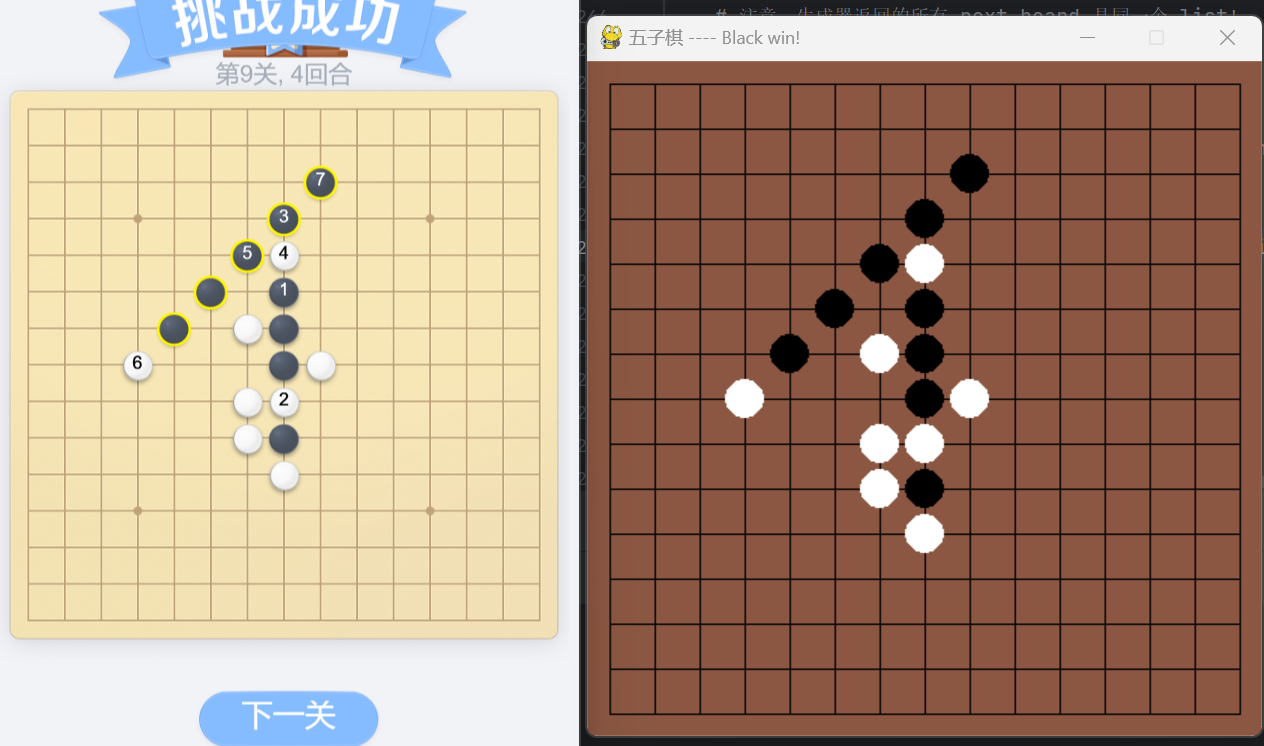 挑战成功
第9关, 4回合
7
3
5
4
1
6
2
下一关
# 注意，生成器返回的所有 next_board 是同一个 list!
五子棋 ---- Black win!